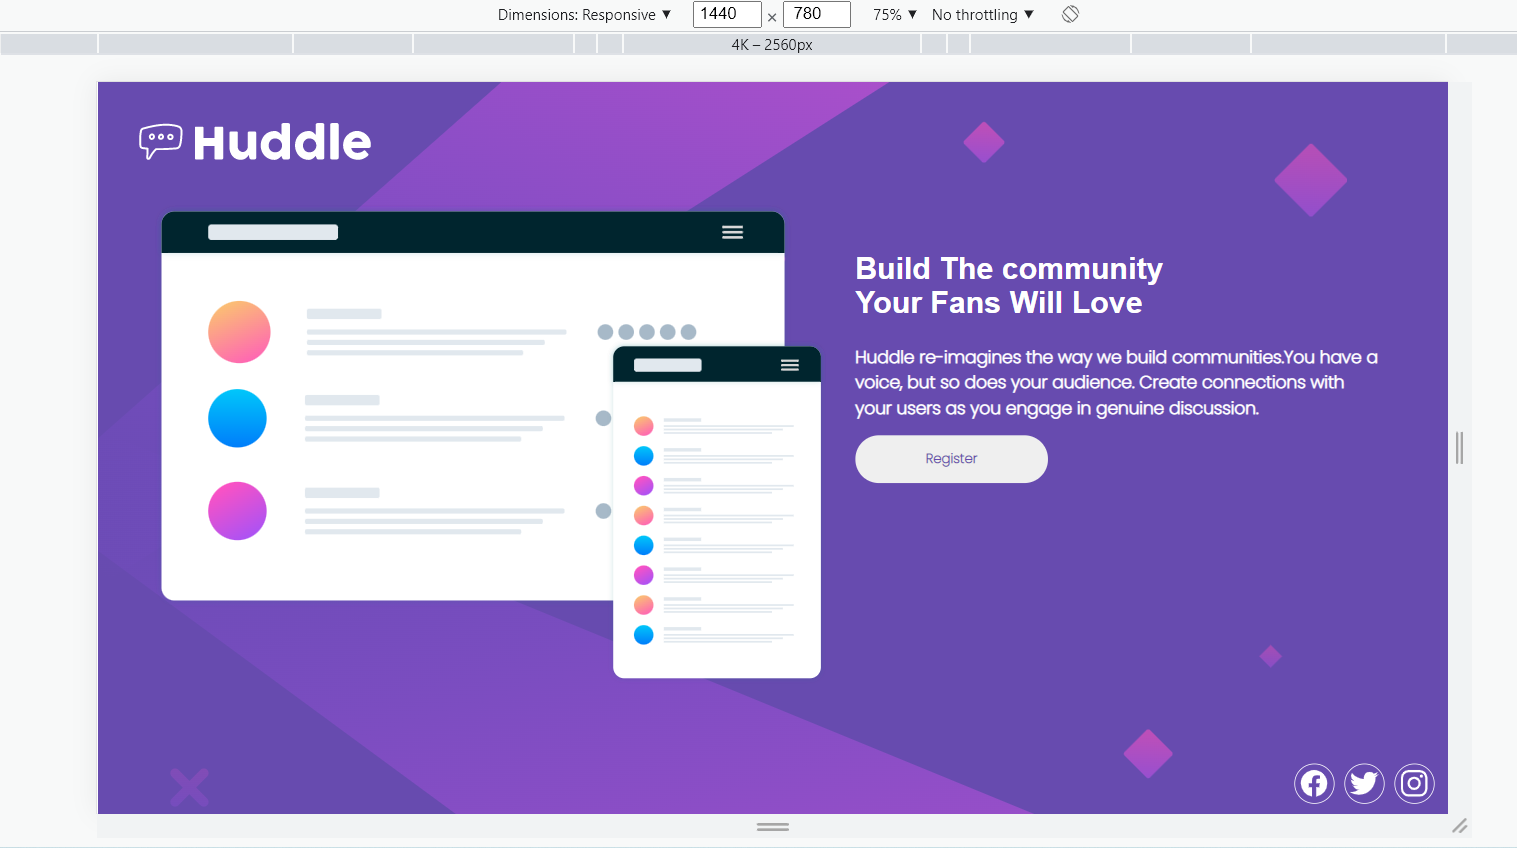 Dimensions: Responsive ▼ 1440 × 780 75% ▼ No throttling ▼
4K – 2560px
Huddle
Build The community
Your Fans Will Love
Huddle re-imagines the way we build communities.You have a
voice, but so does your audience. Create connections with
your users as you engage in genuine discussion.
Register